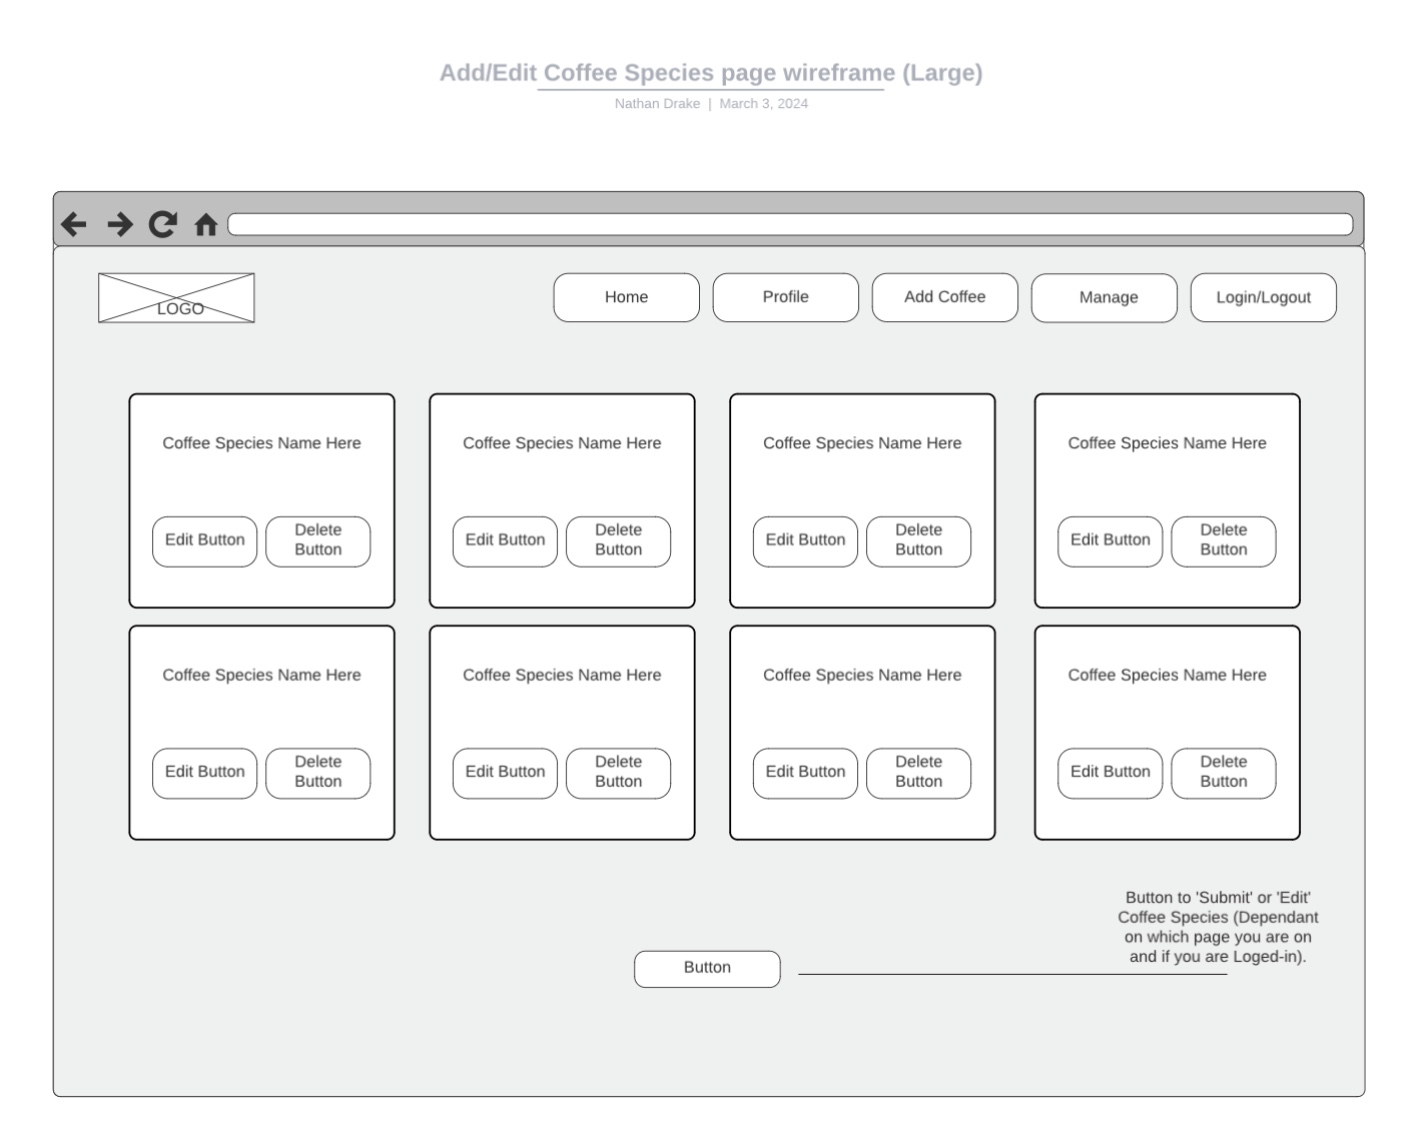 Add/Edit Coffee Species page wireframe (Large)
Nathan Drake | March 3, 2024
LOGO
Home
Profile
Add Coffee
Manage
Login/Logout
Coffee Species Name Here
Coffee Species Name Here
Coffee Species Name Here
Coffee Species Name Here
Edit Button
Delete
Button
Edit Button
Delete
Button
Edit Button
Delete
Button
Edit Button
Delete
Button
Coffee Species Name Here
Coffee Species Name Here
Coffee Species Name Here
Coffee Species Name Here
Edit Button
Delete
Button
Edit Button
Delete
Button
Edit Button
Delete
Button
Edit Button
Delete
Button
Button to 'Submit' or 'Edit'
Coffee Species (Dependant
on which page you are on
and if you are Loged-in).
Button